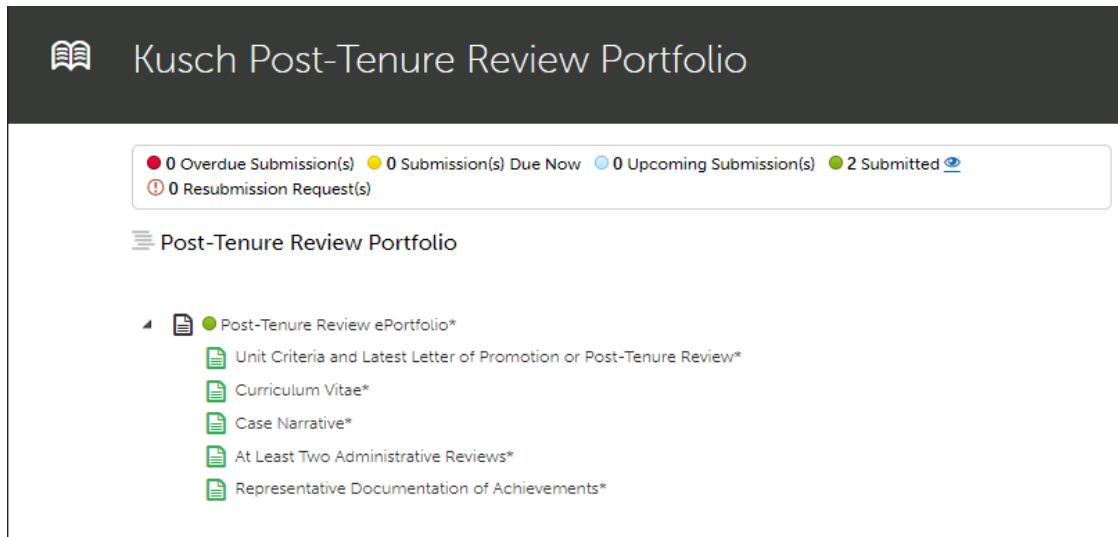 Kusch Post-Tenure Review Portfolio
0 Overdue Submission(s) 0 Submission(s) Due Now 0 Upcoming Submission(s) 2 Submitted
0 Resubmission Request(s)
Post-Tenure Review Portfolio
Post-Tenure Review ePortfolio*
Unit Criteria and Latest Letter of Promotion or Post-Tenure Review*
Curriculum Vitae*
Case Narrative*
At Least Two Administrative Reviews*
Representative Documentation of Achievements*